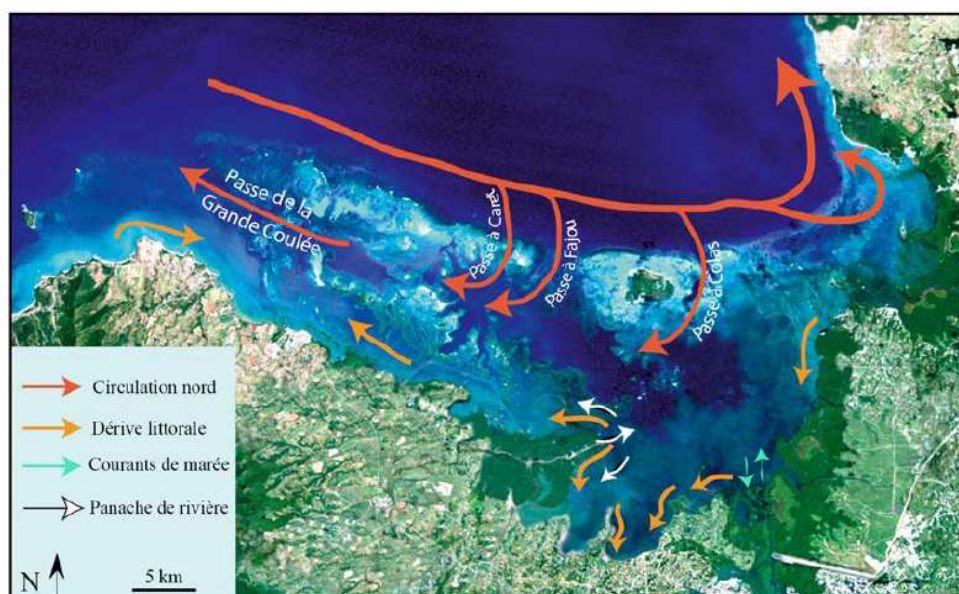 Passe de la
Grande Coulée
Passe à Caret
Passe à Fajou
Passe à Colas
Circulation nord
Dérive littorale
Courants de marée
Panache de rivière
N
5 km